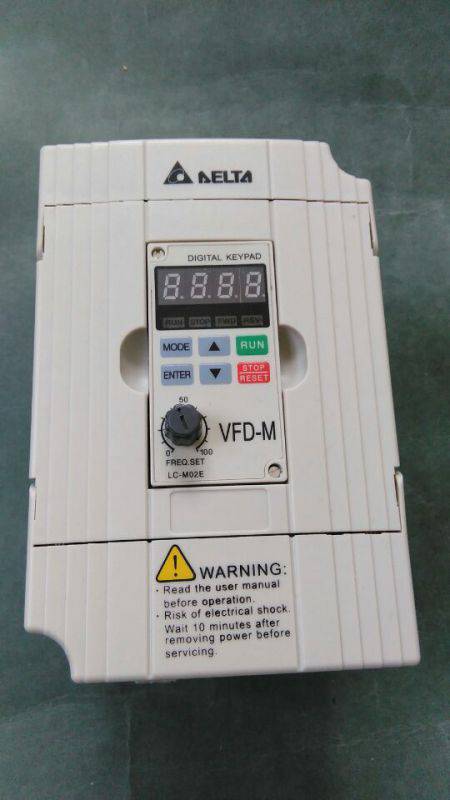 DELTA
DIGITAL KEYPAD
8.8.8.8
RUN STOP FWD REV
MODE RUN
ENTER STOP RESET
50
0 100
VFD-M
FREQ.SET
LC-M02E
WARNING:
· Read the user manual
before operation.
· Risk of electrical shock.
Wait 10 minutes after
removing power before
servicing.